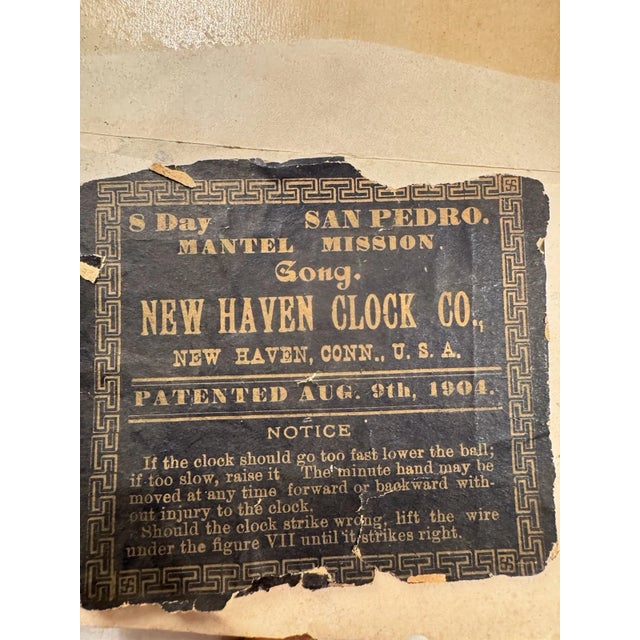 8 Day SAN PEDRO.
MANTEL MISSION.
Gong.
NEW HAVEN CLOCK CO.,
NEW HAVEN, CONN., U. S. A.
PATENTED AUG. 9th, 1904.
NOTICE
If the clock should go too fast lower the ball;
if too slow, raise it The minute hand may be
moved at any time forward or backward with-
out injury to the clock.
Should the clock strike wrong, lift the wire
under the figure VII until it strikes right.